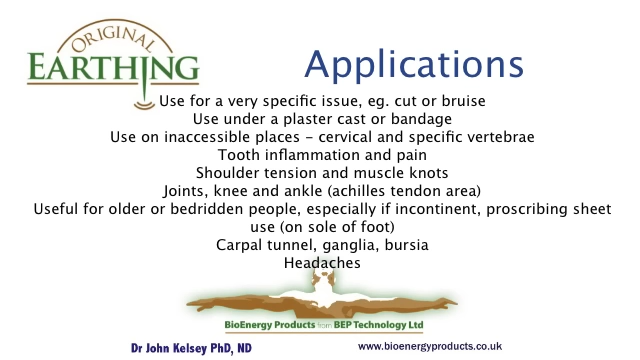 ORIGINAL
EARTHING
Applications
Use for a very specific issue, eg. cut or bruise
Use under a plaster cast or bandage
Use on inaccessible places - cervical and specific vertebrae
Tooth inflammation and pain
Shoulder tension and muscle knots
Joints, knee and ankle (achilles tendon area)
Useful for older or bedridden people, especially if incontinent, proscribing sheet
use (on sole of foot)
Carpal tunnel, ganglia, bursia
Headaches
BioEnergy Products from BEP Technology Ltd
Dr John Kelsey PhD, ND
www.bioenergyproducts.co.uk